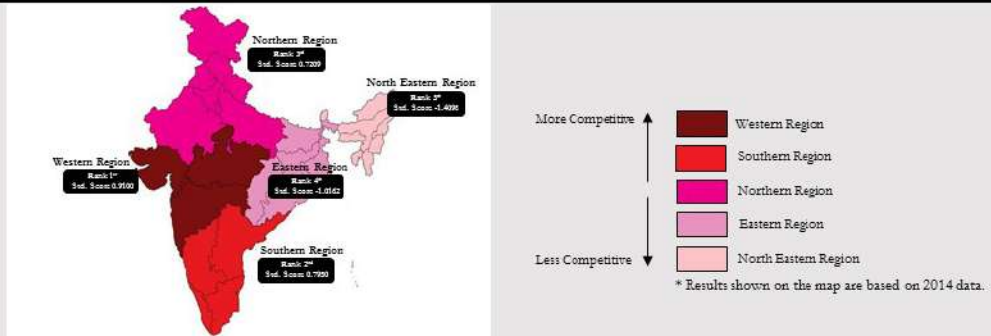 Northern Region
Rank 3rd
Std. Score 0.7209
North Eastern Region
Rank 5th
Std. Score -1.4096
Western Region
Rank 1st
Std. Score 0.9100
Eastern Region
Rank 4th
Std. Score -1.0162
Southern Region
Rank 2nd
Std. Score 0.7950
More Competitive
Less Competitive
Western Region
Southern Region
Northern Region
Eastern Region
North Eastern Region
* Results shown on the map are based on 2014 data.